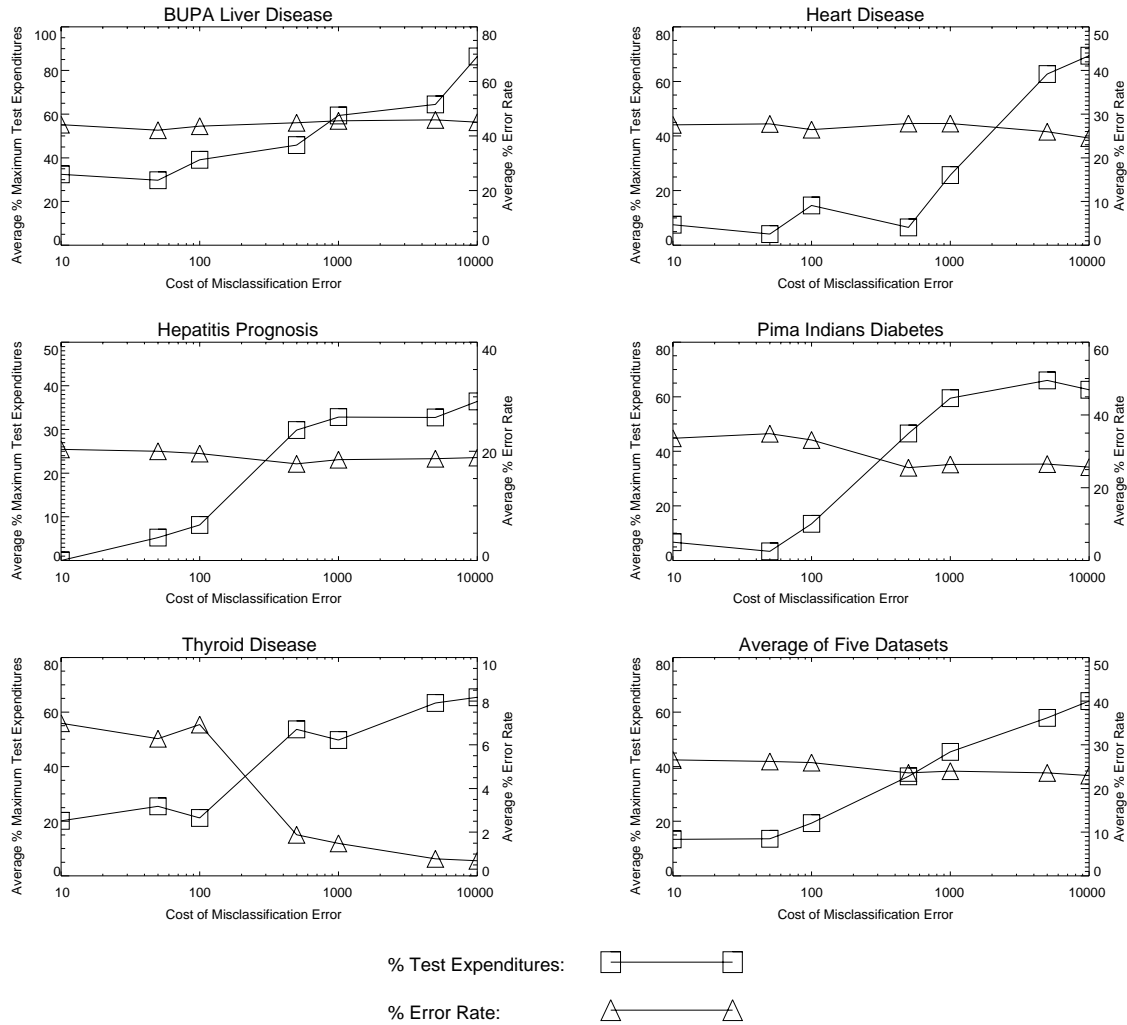 BUPA Liver Disease
Average % Maximum Test Expenditures
100
80
60
40
20
0
Average % Error Rate
80
60
40
20
0
10 100 1000 10000
Cost of Misclassification Error
Heart Disease
Average % Maximum Test Expenditures
80
60
40
20
0
Average % Error Rate
50
40
30
20
10
0
10 100 1000 10000
Cost of Misclassification Error
Hepatitis Prognosis
Average % Maximum Test Expenditures
50
40
30
20
10
0
Average % Error Rate
40
20
0
10 100 1000 10000
Cost of Misclassification Error
Pima Indians Diabetes
Average % Maximum Test Expenditures
80
60
40
20
0
Average % Error Rate
60
40
20
0
10 100 1000 10000
Cost of Misclassification Error
Thyroid Disease
Average % Maximum Test Expenditures
80
60
40
20
0
Average % Error Rate
10
8
6
4
2
0
10 100 1000 10000
Cost of Misclassification Error
Average of Five Datasets
Average % Maximum Test Expenditures
80
60
40
20
0
Average % Error Rate
50
40
30
20
10
0
10 100 1000 10000
Cost of Misclassification Error
% Test Expenditures:
% Error Rate: